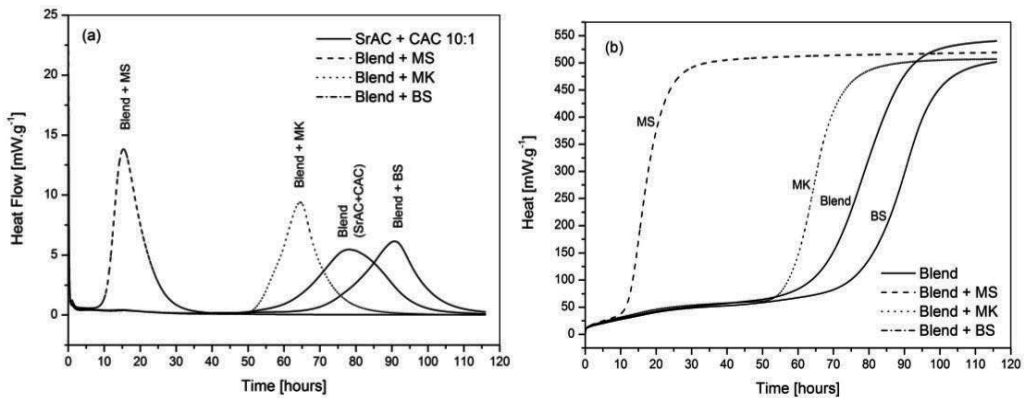 (a)
SrAC + CAC 10:1
Blend + MS
Blend + MK
Blend + BS
Blend + MS
Blend + MK
Blend
(SrAC+CAC)
Blend + BS
Heat Flow [mW.g⁻¹]
25
20
15
10
5
0
0 10 20 30 40 50 60 70 80 90 100 110 120
Time [hours]
(b)
MS
MK
Blend
BS
Blend
Blend + MS
Blend + MK
Blend + BS
Heat [mW.g⁻¹]
550
500
450
400
350
300
250
200
150
100
50
0
0 10 20 30 40 50 60 70 80 90 100 110 120
Time [hours]